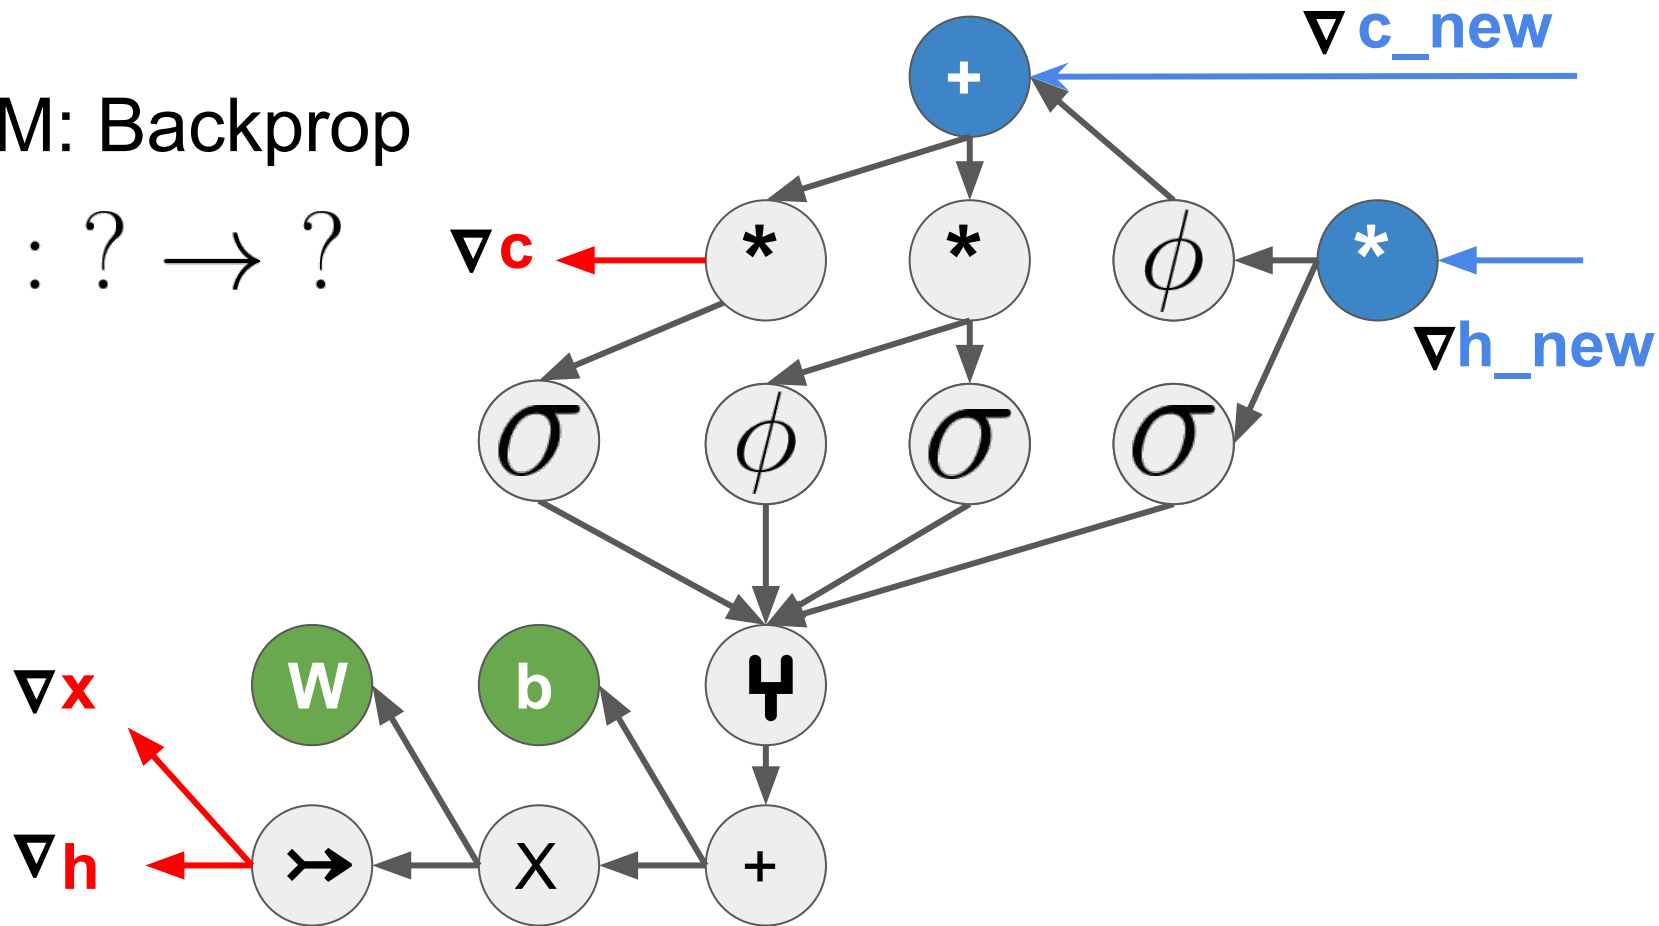 ∇ c_new
+
M: Backprop
: ? → ?
∇ c
* * ϕ *
∇h_new
σ ϕ σ σ
∇x
W b
∇h
X +